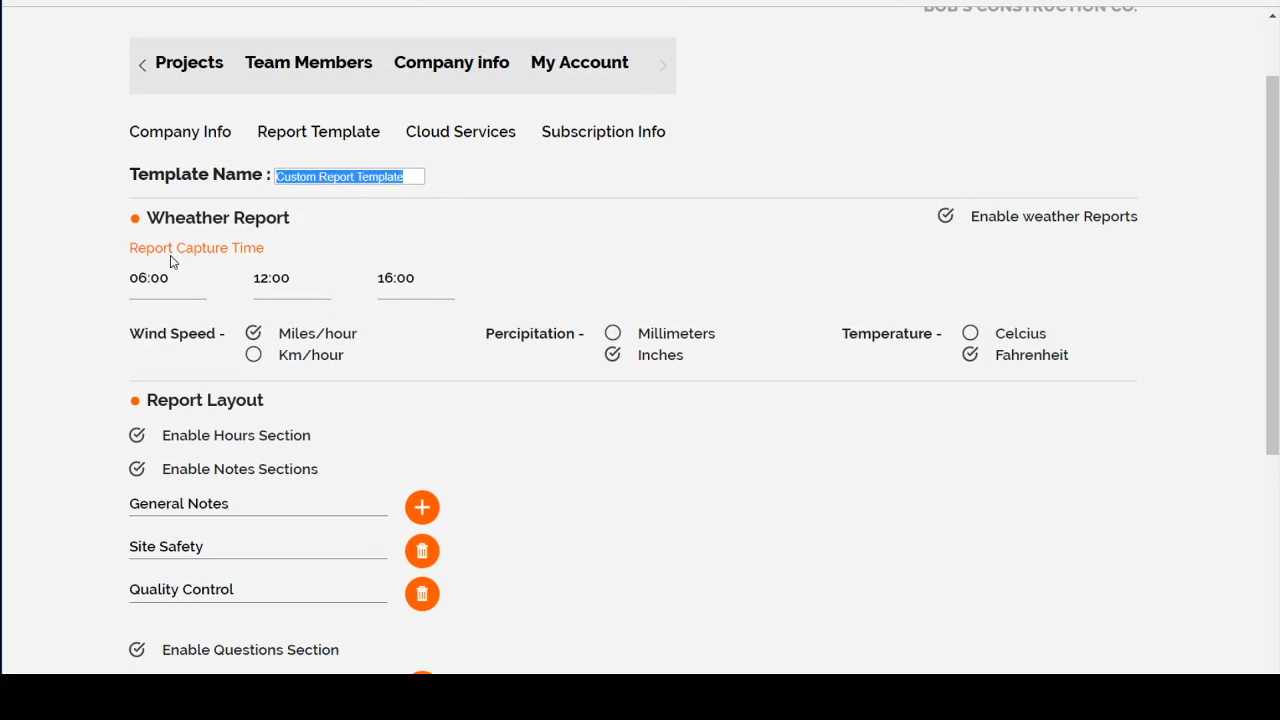 BOB'S CONSTRUCTION CO.
Projects Team Members Company info My Account
Company Info Report Template Cloud Services Subscription Info
Template Name : Custom Report Template
Wheather Report
Enable weather Reports
Report Capture Time
06:00 12:00 16:00
Wind Speed - Miles/hour Percipitation - Millimeters Temperature - Celcius
Km/hour Inches Fahrenheit
Report Layout
Enable Hours Section
Enable Notes Sections
General Notes
Site Safety
Quality Control
Enable Questions Section